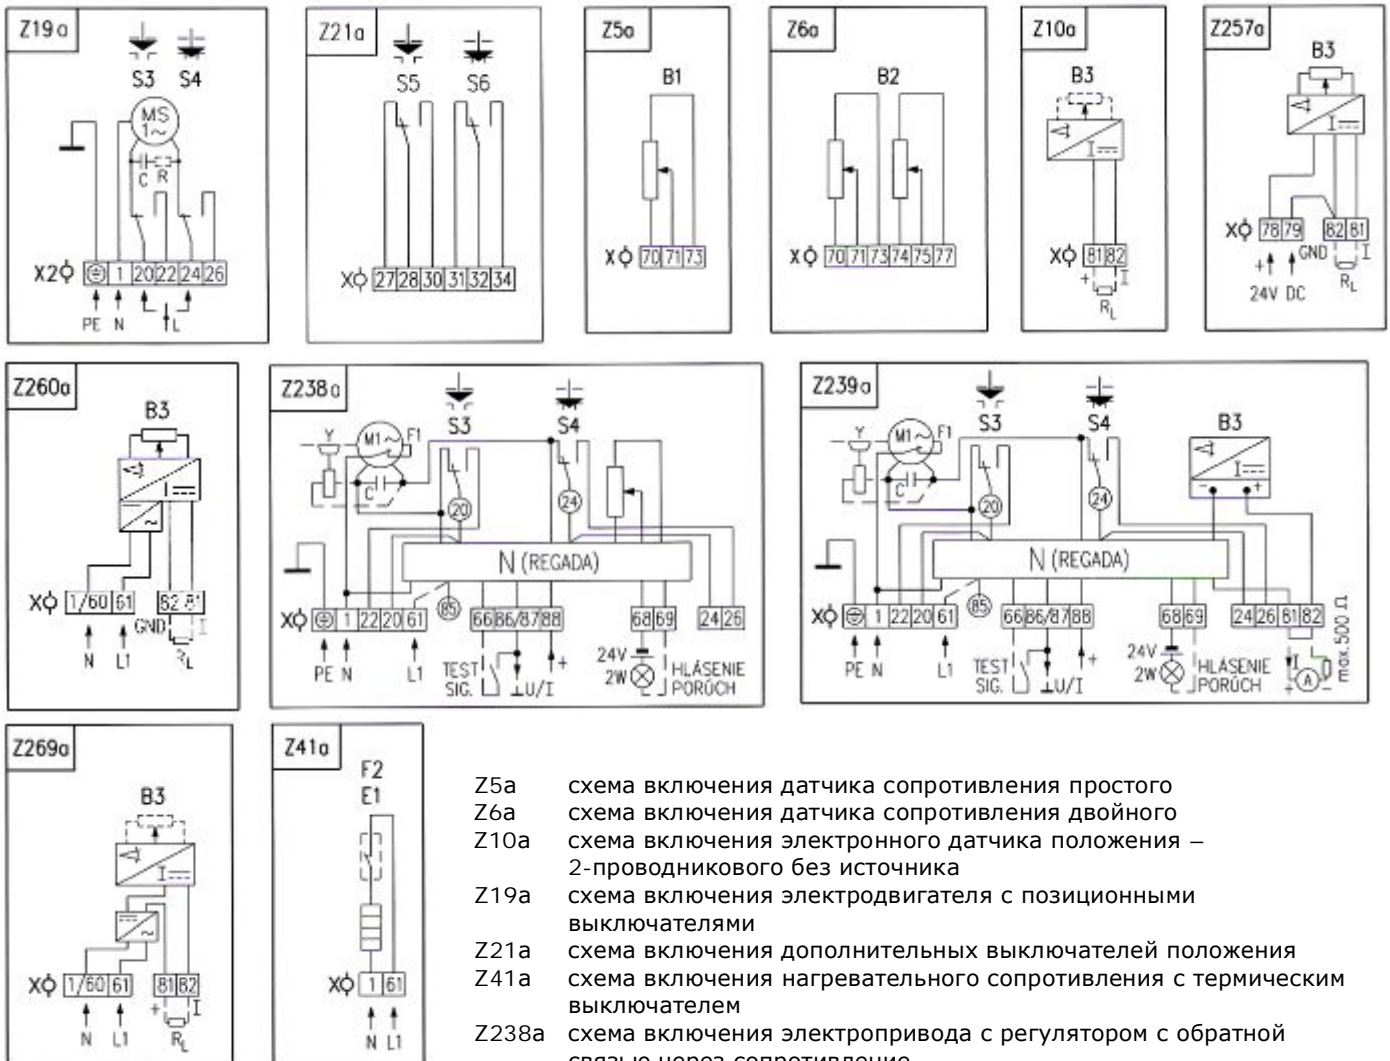 Z19a
S3 S4
MS
1~
C R
X2 1 20 22 24 26
PE N L
Z21a
S5 S6
X 27 28 30 31 32 34
Z5a
B1
X 70 71 73
Z6a
B2
X 70 71 73 74 75 77
Z10a
B3
I
X 81 82
+ I
RL
Z257a
B3
I
X 78 79 82 81
+ GND I
24V DC RL
Z260a
B3
I
~
X 1/60 61 82 81
GND I
N L1 RL
Z238a
S3 S4
Y M1~ F1
C
20 24
N (REGADA)
85
X 1 22 20 61 66 86/87 88 68 69 24 26
PE N L1 TEST SIG. ⊥U/I +
24V
2W HLÁSENIE
PORÚCH
Z239a
S3 S4 B3
Y M1~ F1
I
- +
C
20 24
N (REGADA)
85
X 1 22 20 61 66 86/87 88 68 69 24 26 81 82
PE N L1 TEST SIG. ⊥U/I +
24V
2W HLÁSENIE
PORÚCH
I
A
- +
max.500 Ω
Z269a
B3
I
~
X 1/60 61 81 82
+ I
N L1 RL
Z41a
F2
E1
X 1 61
N L1
Z5a схема включения датчика сопротивления простого
Z6a схема включения датчика сопротивления двойного
Z10a схема включения электронного датчика положения –
2-проводникового без источника
Z19a схема включения электродвигателя с позиционными
выключателями
Z21a схема включения дополнительных выключателей положения
Z41a схема включения нагревательного сопротивления с термическим
выключателем
Z238a схема включения электропривода с регулятором с обратной
связью через сопротивление